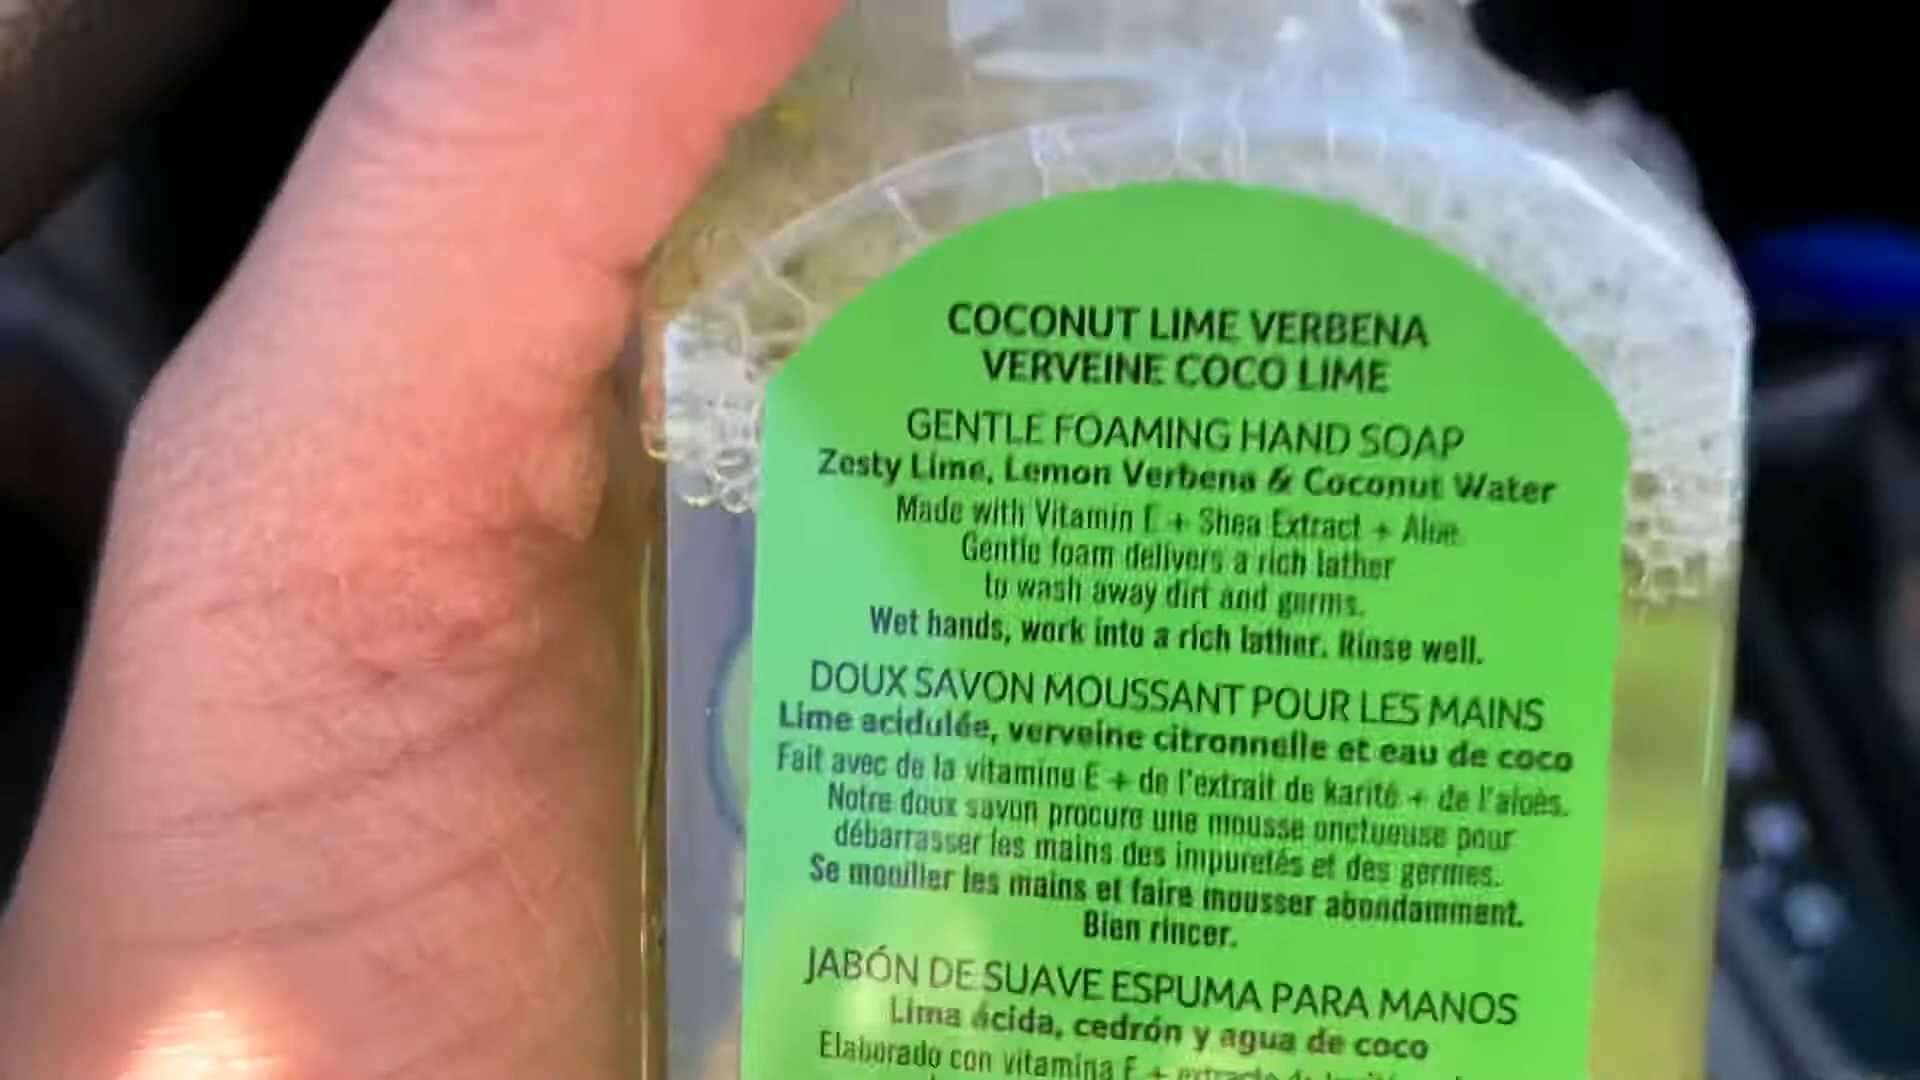 COCONUT LIME VERBENA
VERVEINE COCO LIME
GENTLE FOAMING HAND SOAP
Zesty Lime, Lemon Verbena & Coconut Water
Made with Vitamin E + Shea Extract + Aloe.
Gentle foam delivers a rich lather
to wash away dirt and germs.
Wet hands, work into a rich lather. Rinse well.
DOUX SAVON MOUSSANT POUR LES MAINS
Lime acidulée, verveine citronnelle et eau de coco
Fait avec de la vitamine E + de l'extrait de karité + de l'aloès.
Notre doux savon procure une mousse onctueuse pour
débarrasser les mains des impuretés et des germes.
Se mouiller les mains et faire mousser abondamment.
Bien rincer.
JABÓN DE SUAVE ESPUMA PARA MANOS
Lima ácida, cedrón y agua de coco
Elaborado con vitamina E + extracto de